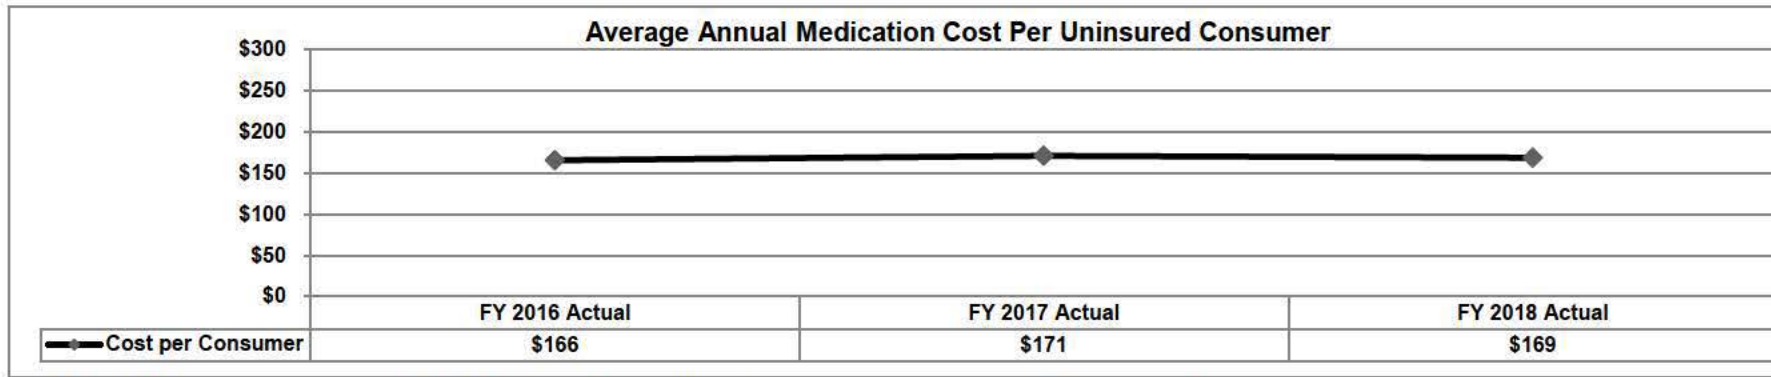 Average Annual Medication Cost Per Uninsured Consumer
$300
$250
$200
$150
$100
$50
$0
FY 2016 Actual FY 2017 Actual FY 2018 Actual
Cost per Consumer $166 $171 $169